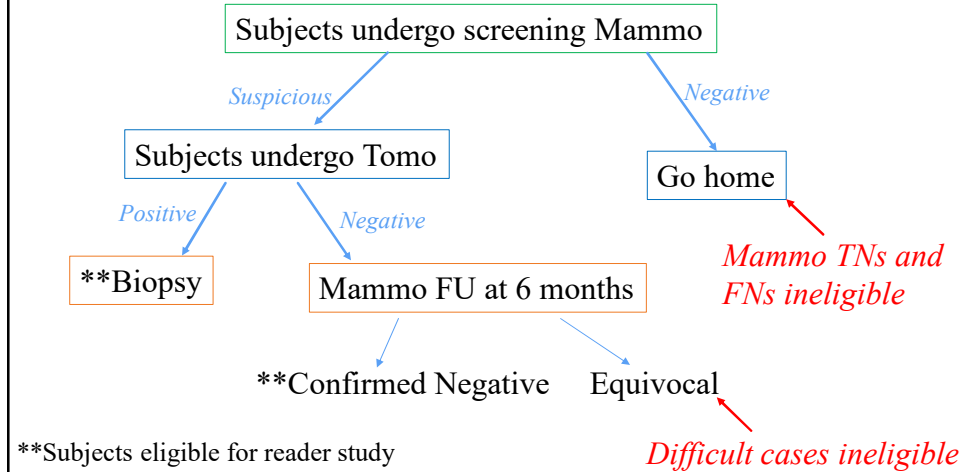 Subjects undergo screening Mammo
Suspicious
Negative
Subjects undergo Tomo
Go home
Positive
Negative
Mammo TNs and
FNs ineligible
**Biopsy
Mammo FU at 6 months
**Confirmed Negative
Equivocal
**Subjects eligible for reader study
Difficult cases ineligible